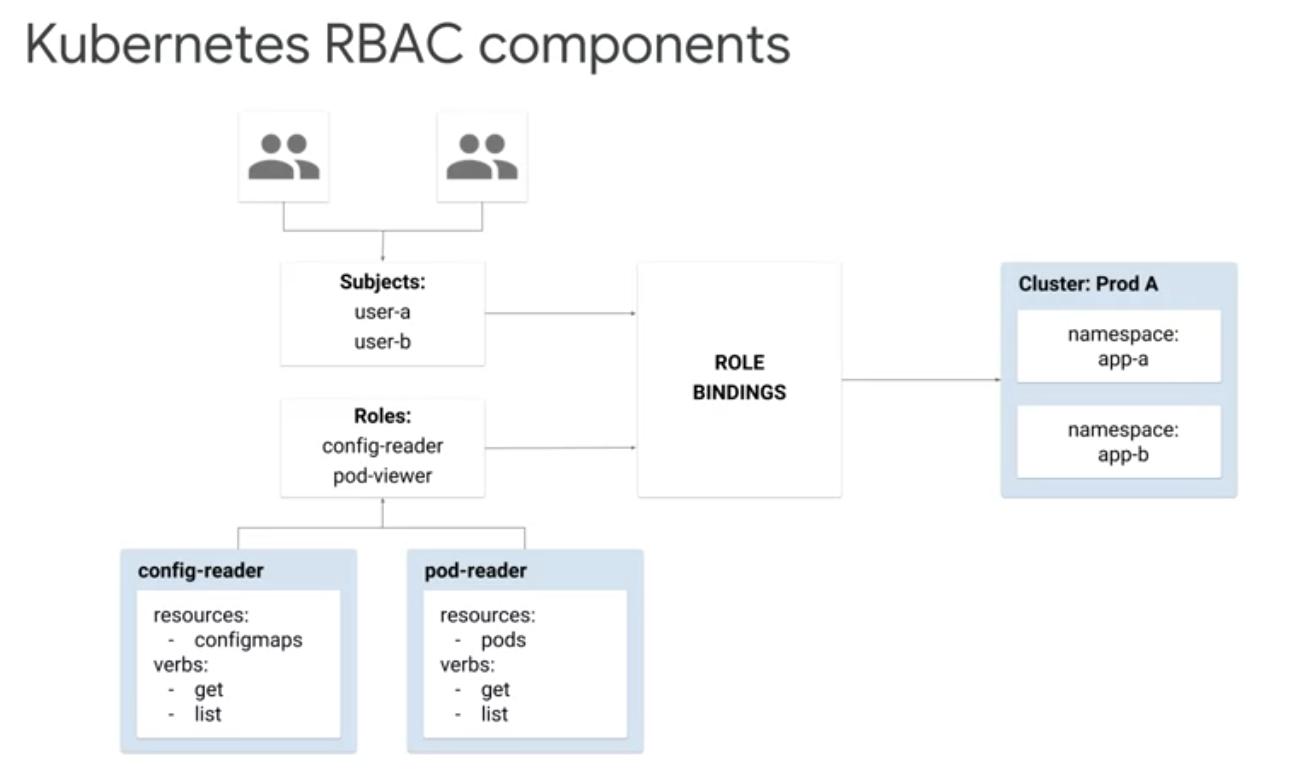 Kubernetes RBAC components
Subjects:
user-a
user-b
Roles:
config-reader
pod-viewer
ROLE
BINDINGS
Cluster: Prod A
namespace:
app-a
namespace:
app-b
config-reader
resources:
- configmaps
verbs:
- get
- list
pod-reader
resources:
- pods
verbs:
- get
- list